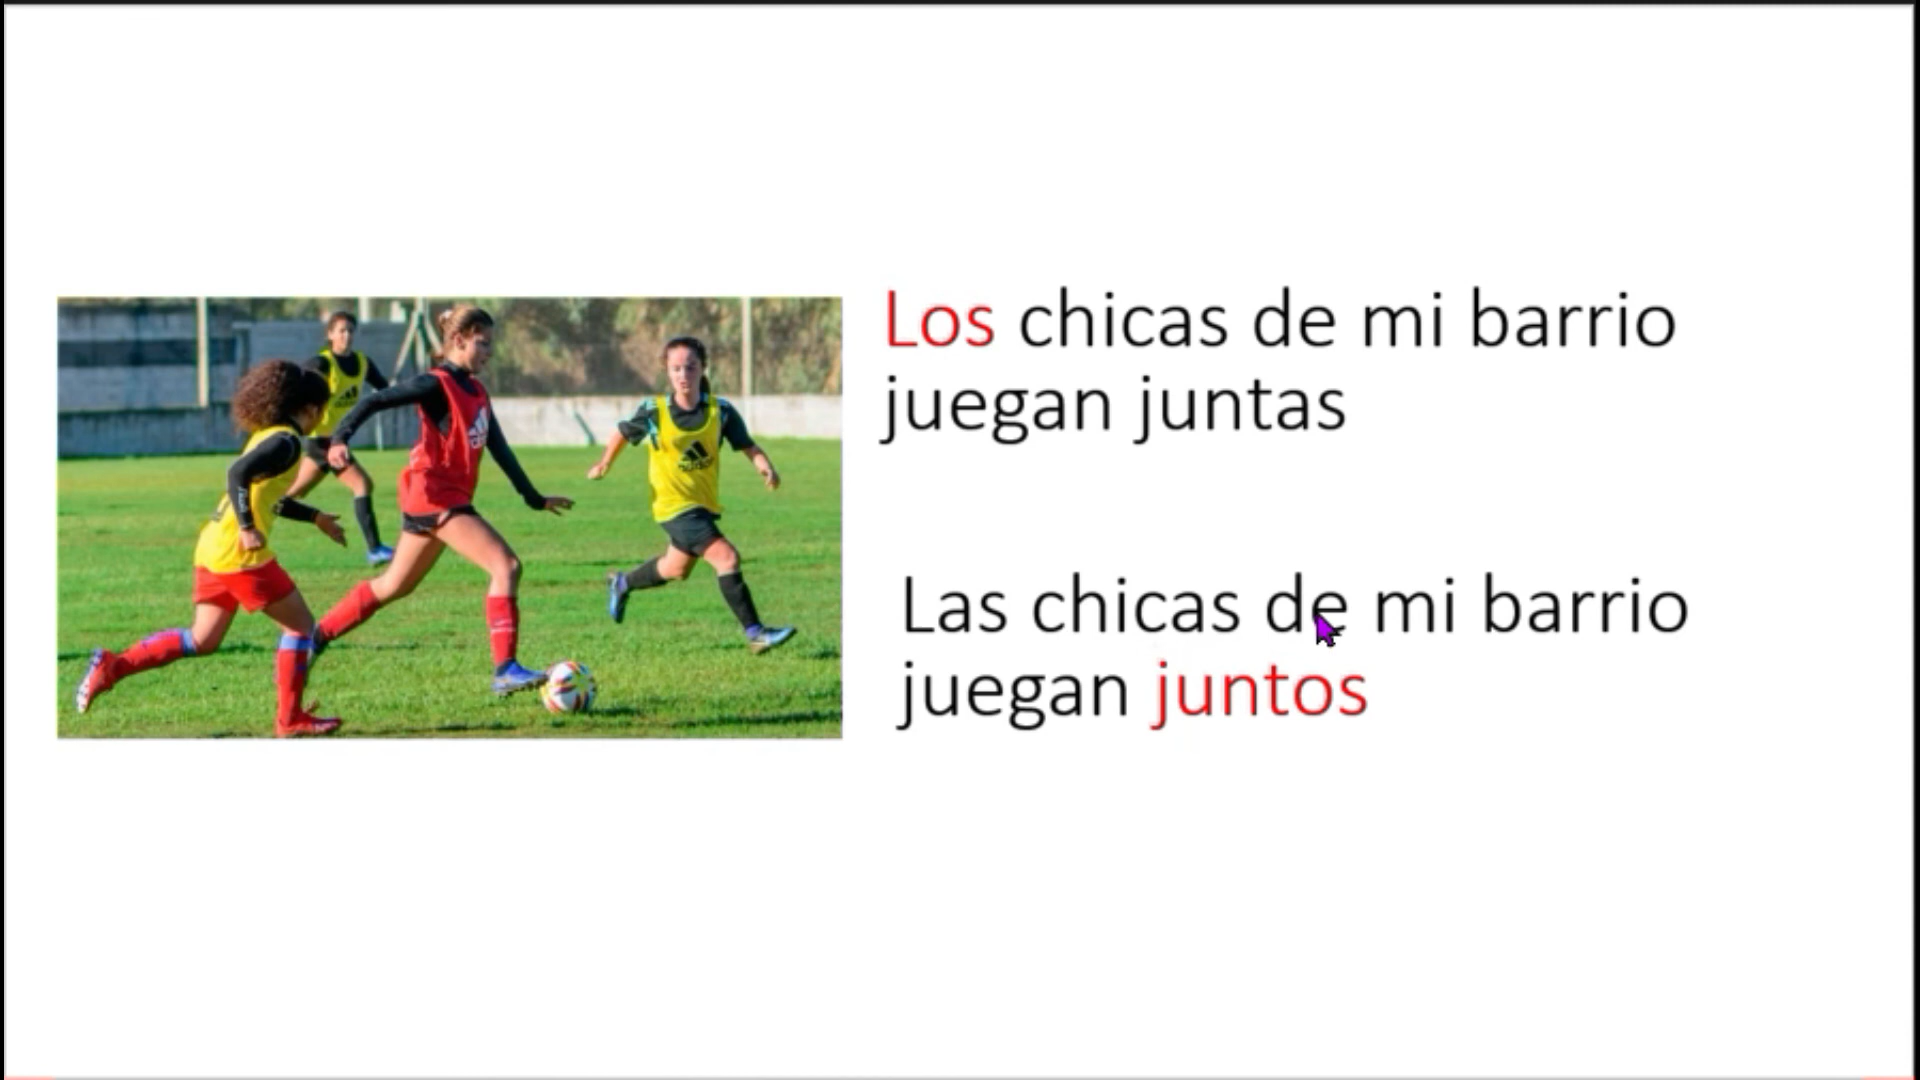 Los chicas de mi barrio
juegan juntas
Las chicas de mi barrio
juegan juntos